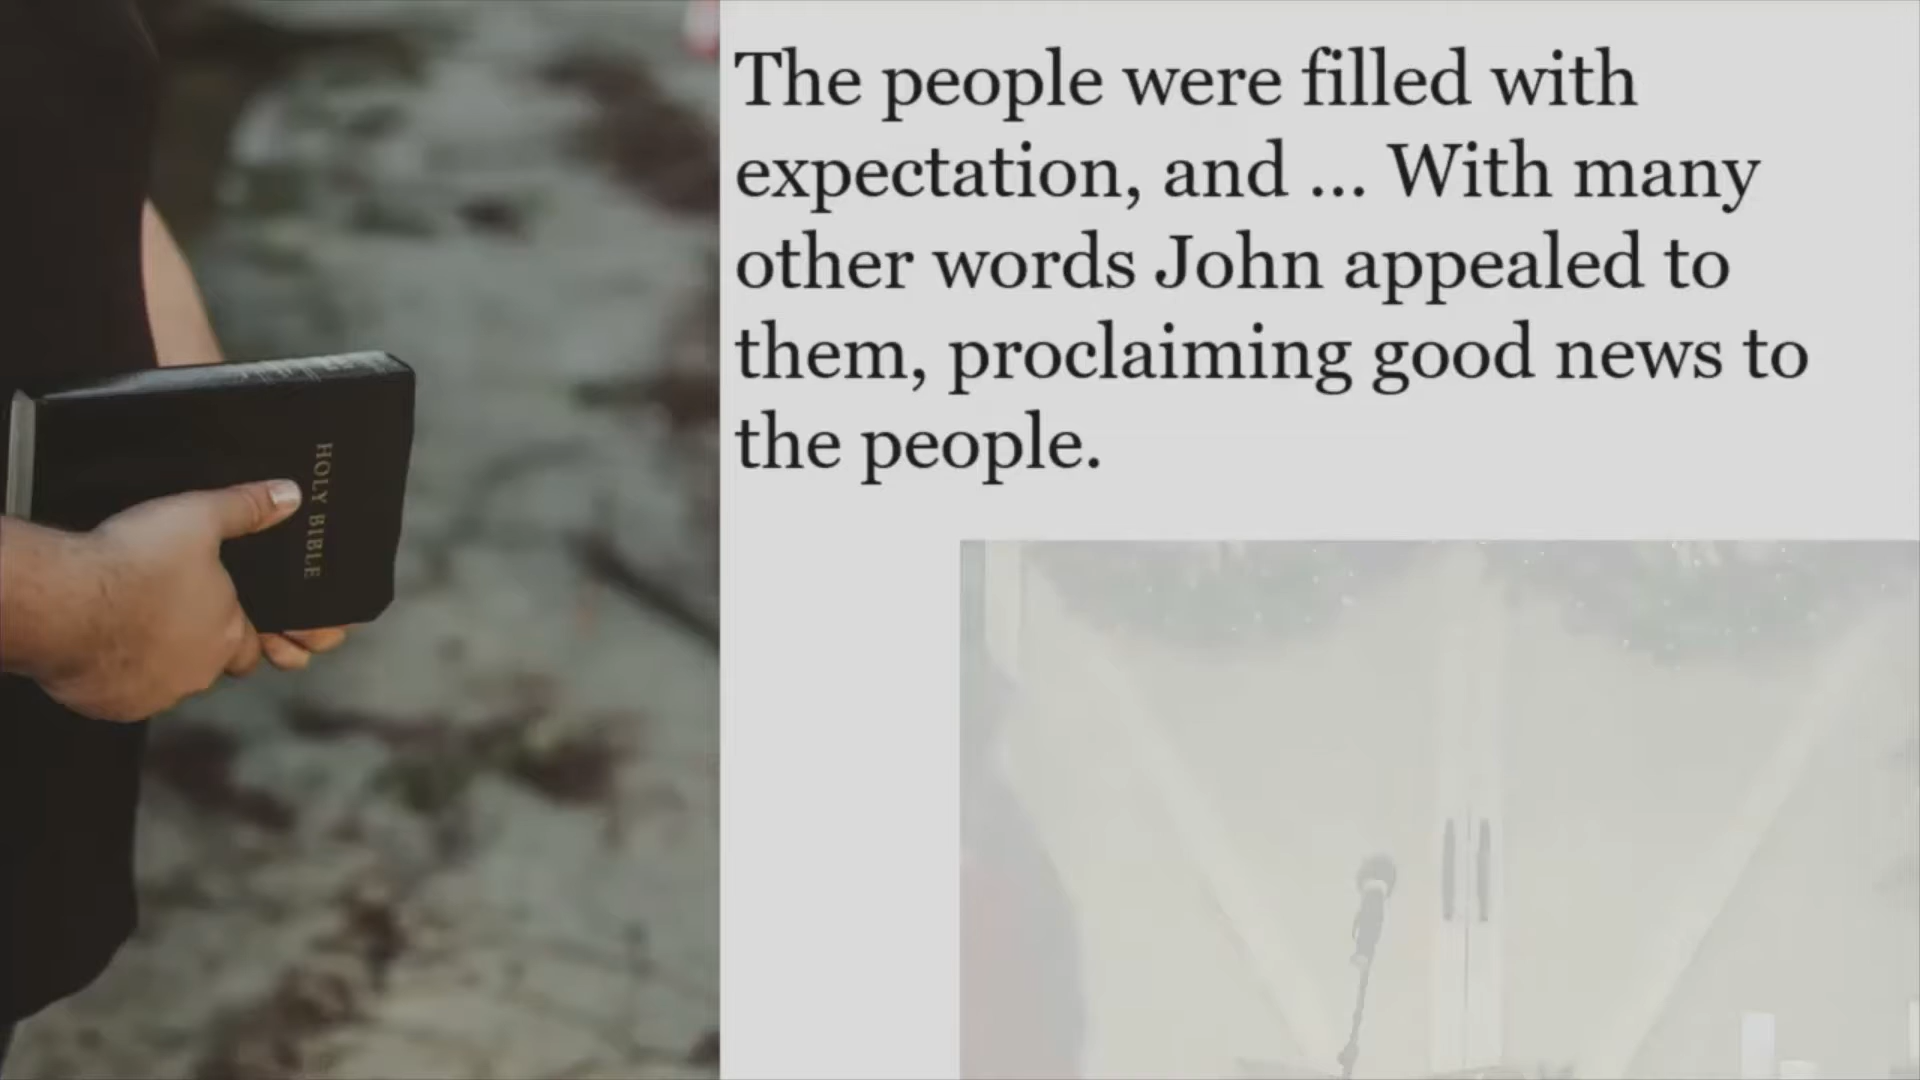 The people were filled with
expectation, and ... With many
other words John appealed to
them, proclaiming good news to
the people.
HOLY BIBLE